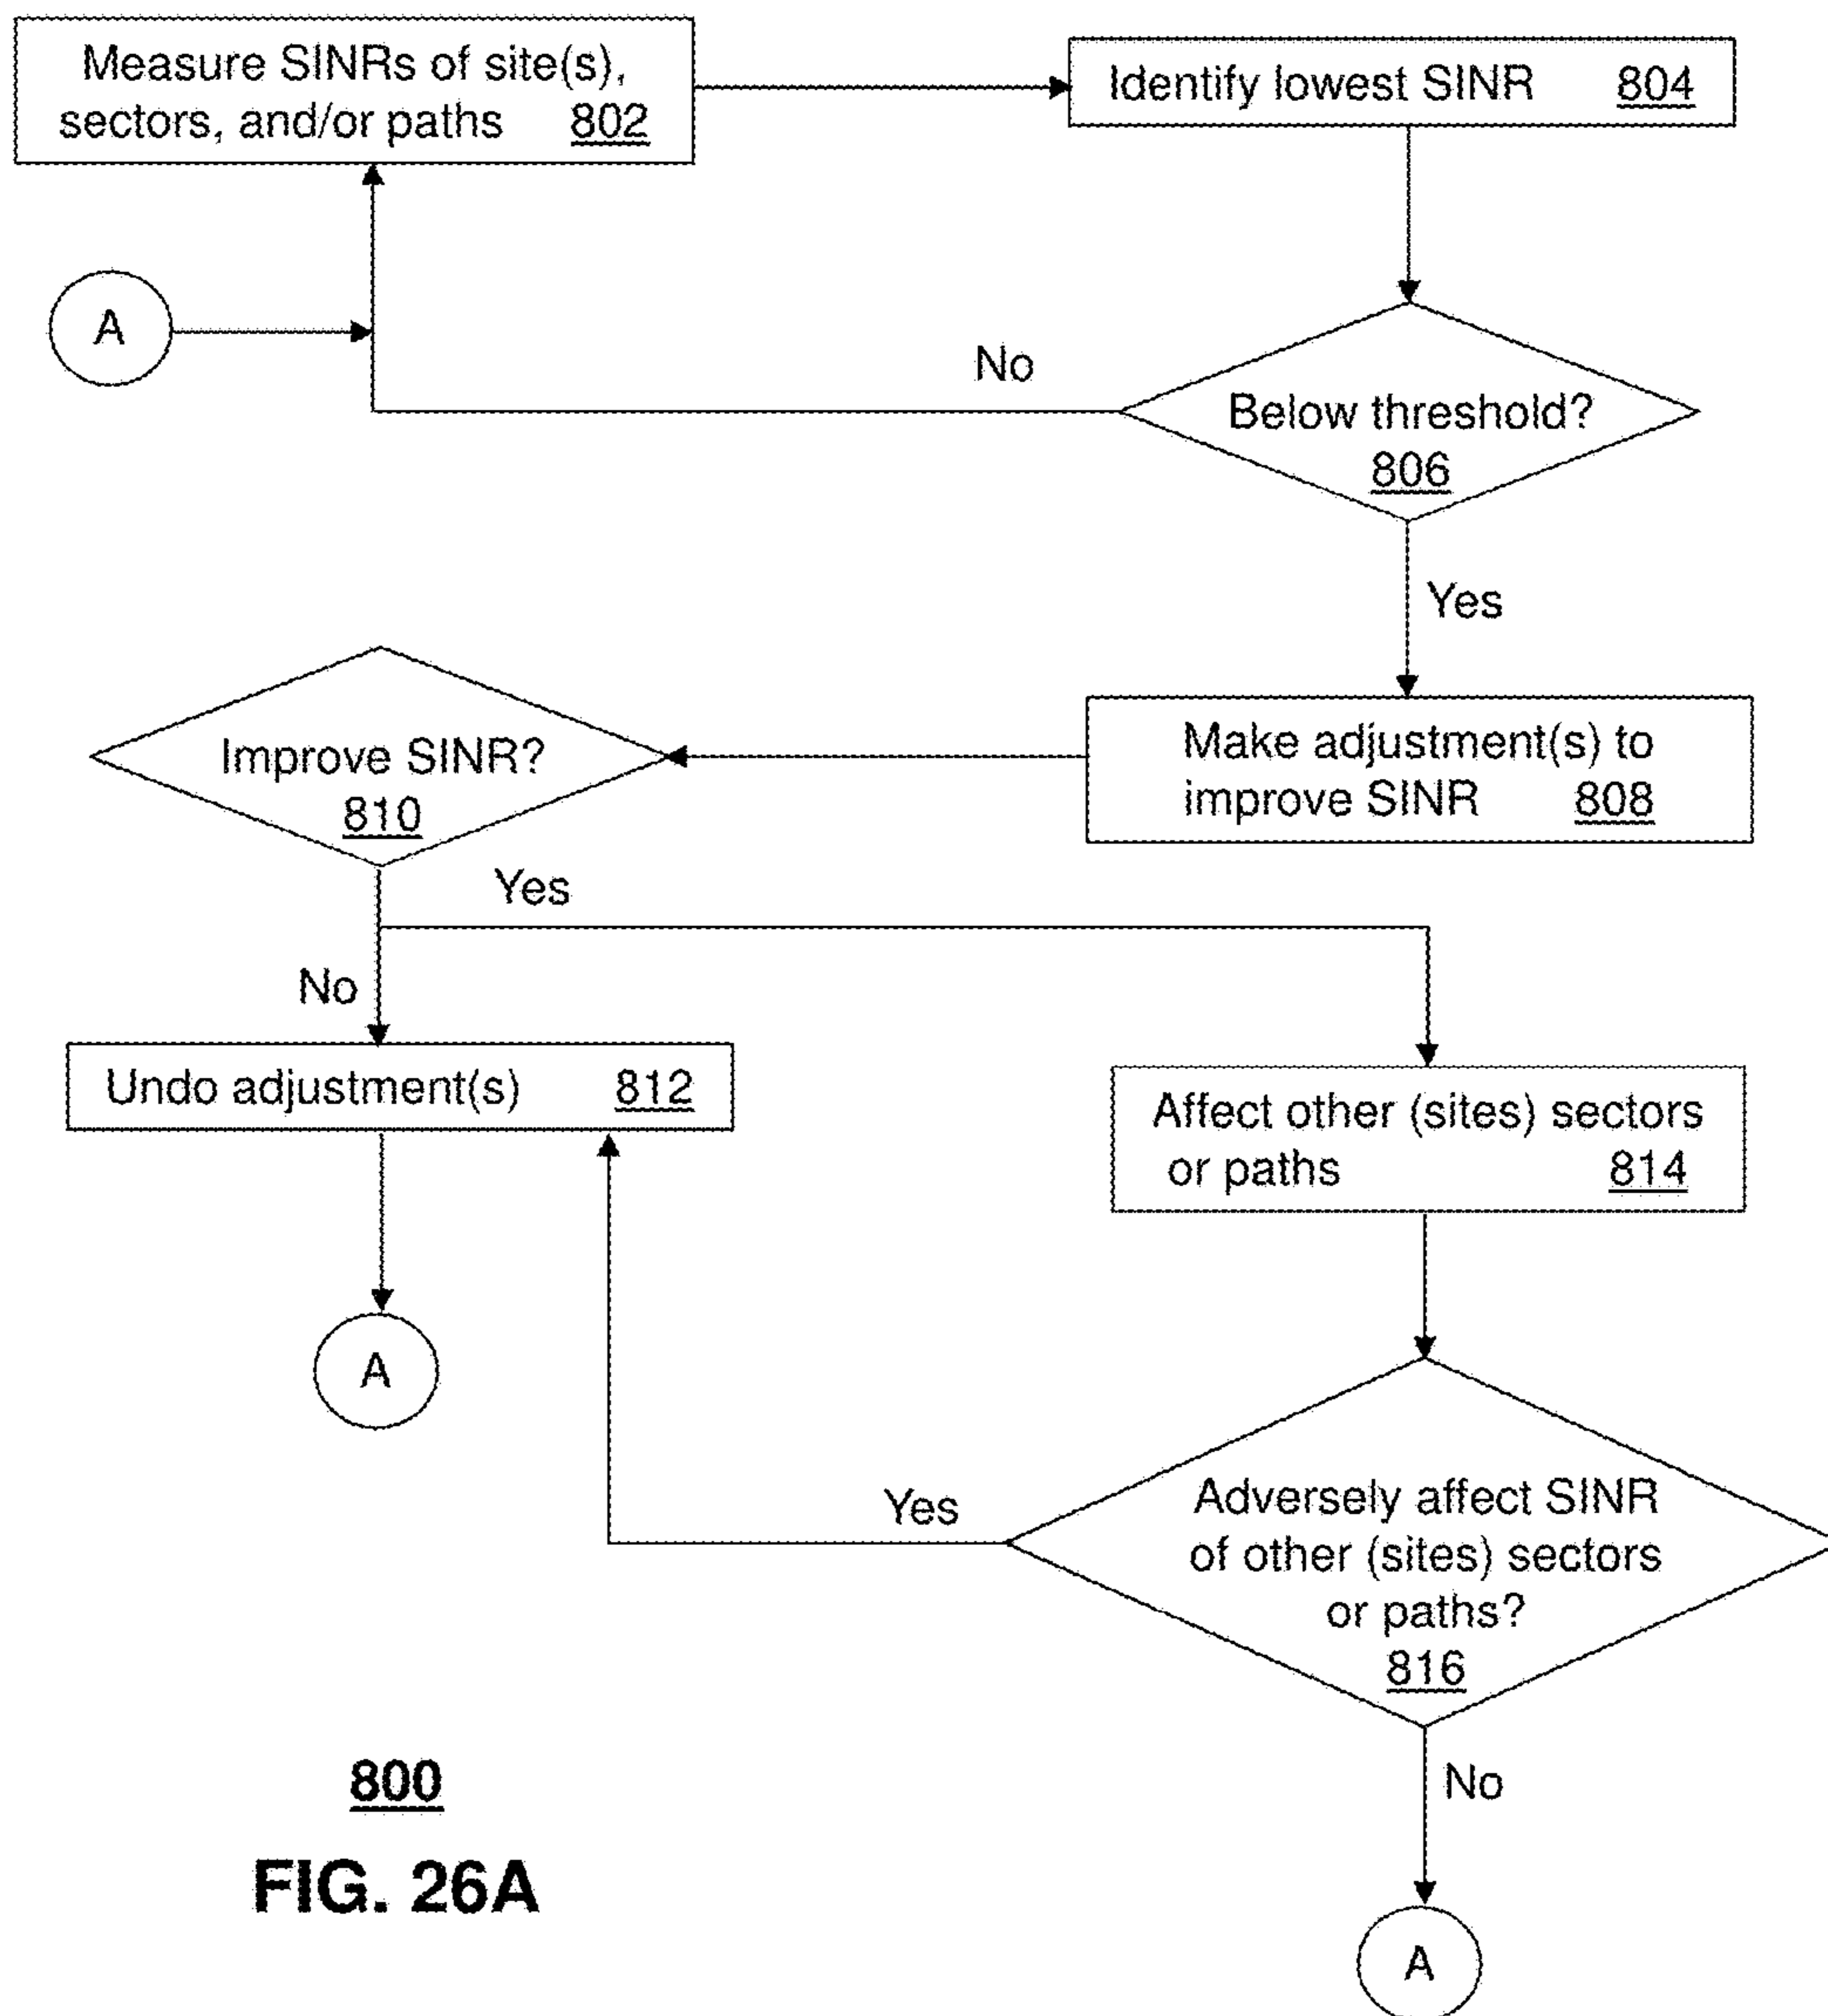 Measure SINRs of site(s),
sectors, and/or paths 802
Identify lowest SINR 804
A
No
Below threshold?
806
Yes
Improve SINR?
810
Make adjustment(s) to
improve SINR 808
Yes
No
Undo adjustment(s) 812
Affect other (sites) sectors
or paths 814
A
Yes
Adversely affect SINR
of other (sites) sectors
or paths?
816
No
800
FIG. 26A
A